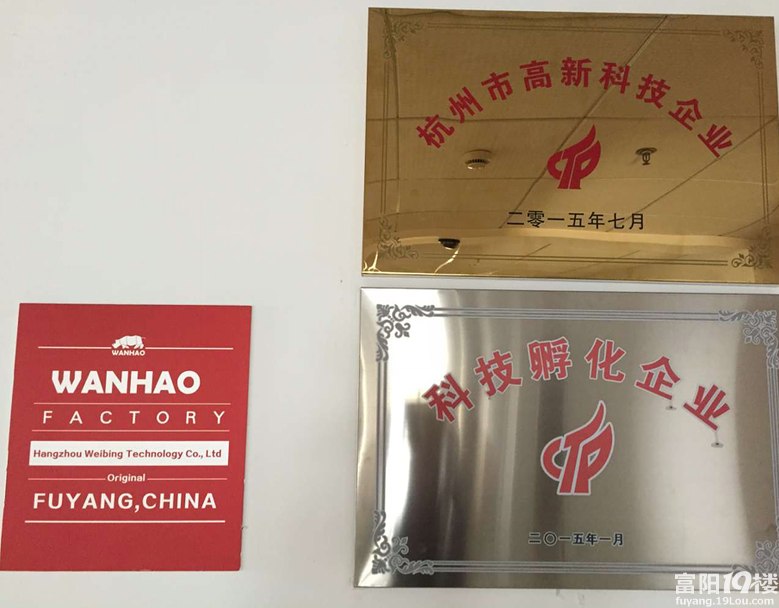 杭州市高新科技企业
二零一五年七月
科技孵化企业
二〇一五年一月
WANHAO
WANHAO
FACTORY
Hangzhou Weibing Technology Co., Ltd
Original
FUYANG,CHINA
富阳19楼
fuyang.19lou.com